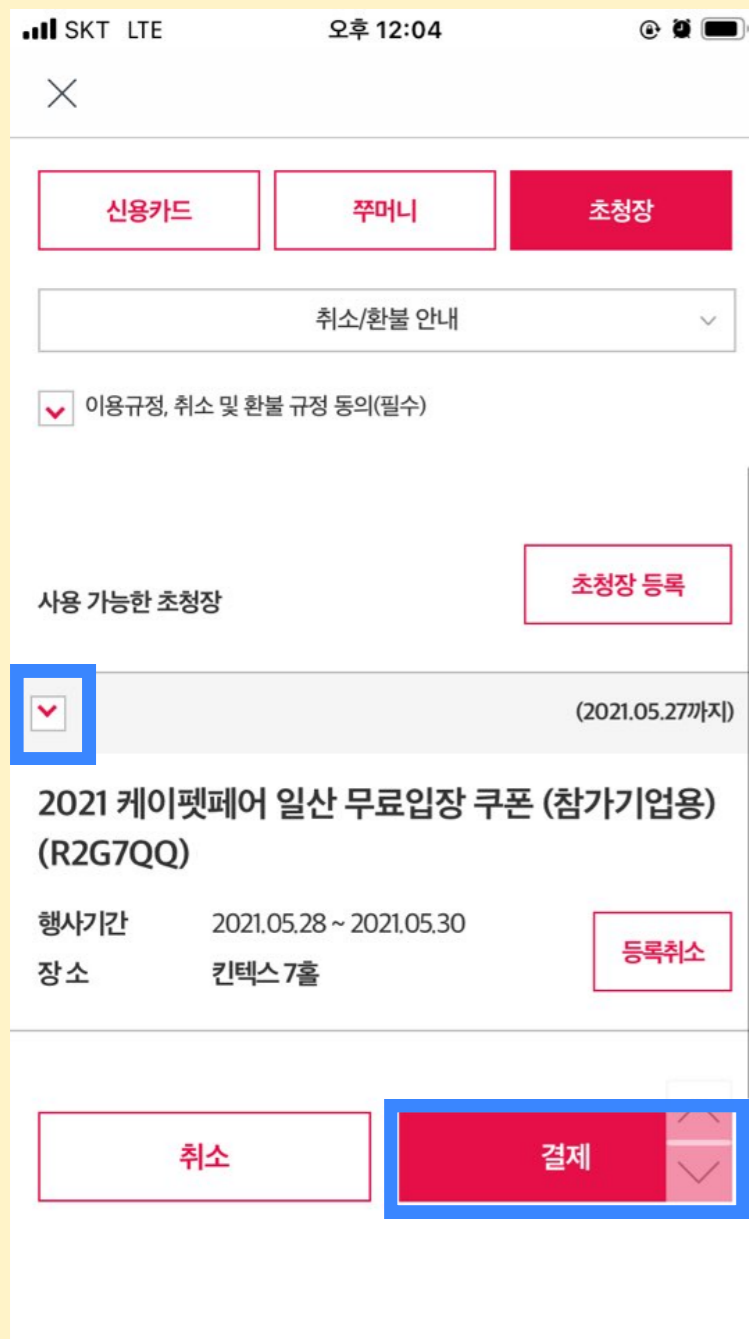 SKT LTE 오후 12:04
신용카드 쭈머니 초청장
취소/환불 안내
이용규정, 취소 및 환불 규정 동의(필수)
초청장 등록
사용 가능한 초청장
(2021.05.27까지)
2021 케이펫페어 일산 무료입장 쿠폰 (참가기업용)
(R2G7QQ)
행사기간 2021.05.28 ~ 2021.05.30
등록취소
장 소 킨텍스 7홀
취소 결제